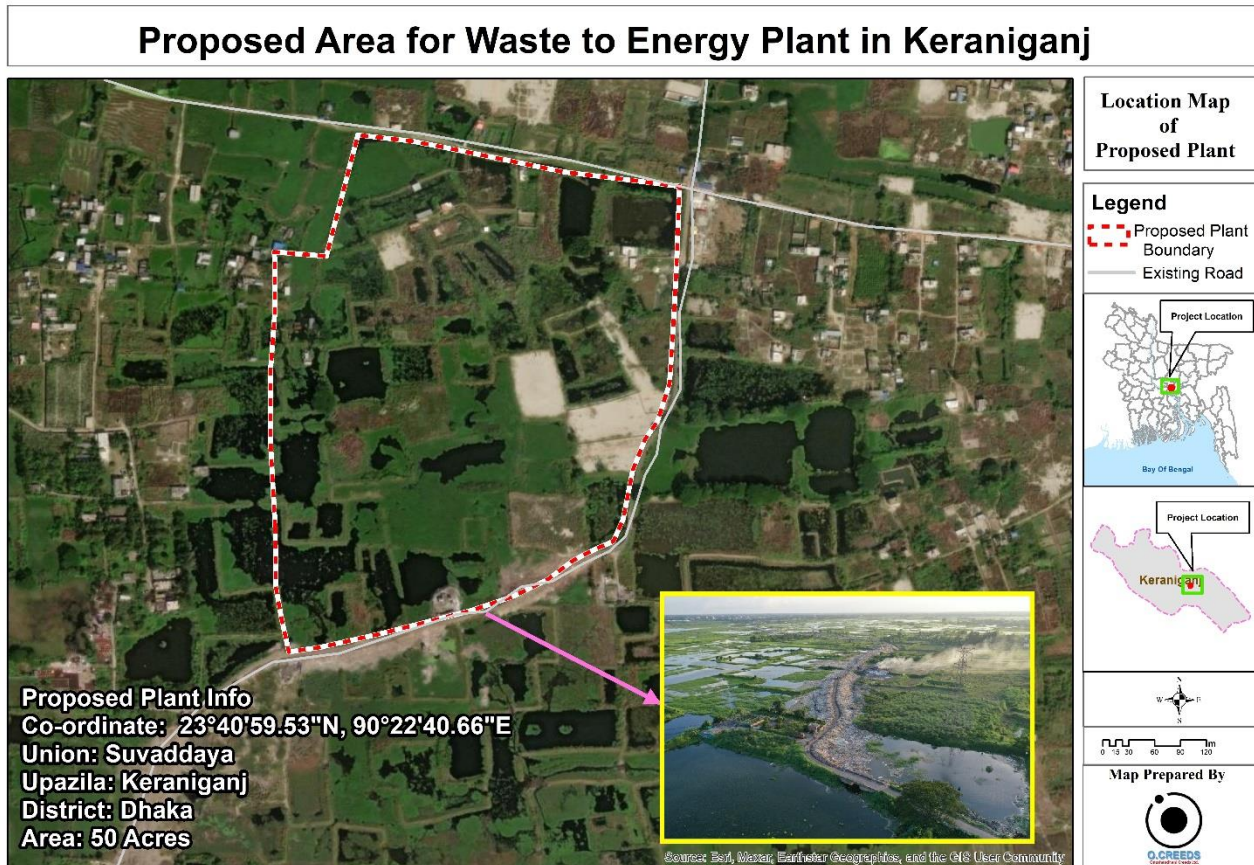 Proposed Area for Waste to Energy Plant in Keraniganj
Location Map
of
Proposed Plant
Legend
Proposed Plant
Boundary
Existing Road
Project Location
Bay Of Bengal
Project Location
Keraniganj
N
W E
S
0 15 30 60 90 120 m
Map Prepared By
O.CREEDS
Proposed Plant Info
Co-ordinate: 23°40'59.53"N, 90°22'40.66"E
Union: Suvaddaya
Upazila: Keraniganj
District: Dhaka
Area: 50 Acres
Source: Esri, Maxar, Earthstar Geographics, and the GIS User Community